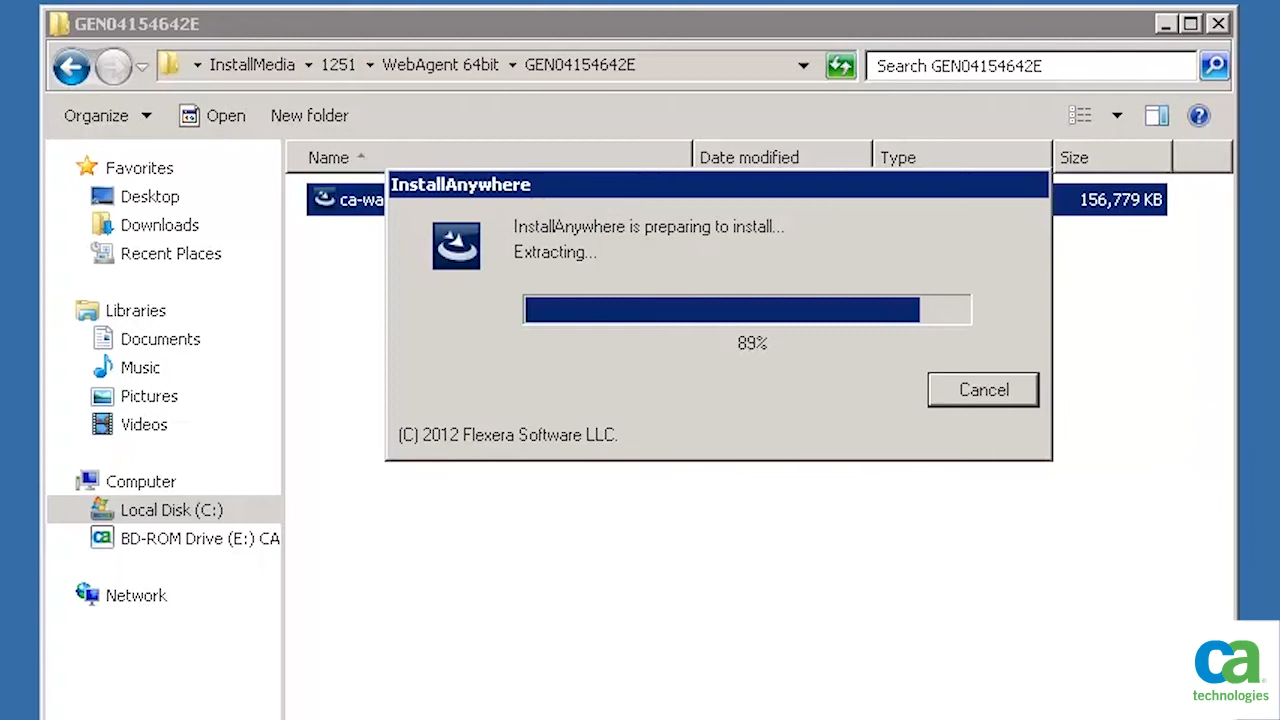 GEN04154642E
InstallMedia 1251 WebAgent 64bit GEN04154642E
Search GEN04154642E
Organize Open New folder
Name Date modified Type Size
ca-wa 156,779 KB
InstallAnywhere
InstallAnywhere is preparing to install...
Extracting...
89%
Cancel
(C) 2012 Flexera Software LLC.
Favorites
Desktop
Downloads
Recent Places
Libraries
Documents
Music
Pictures
Videos
Computer
Local Disk (C:)
ca
BD-ROM Drive (E:) CA
Network
ca
technologies